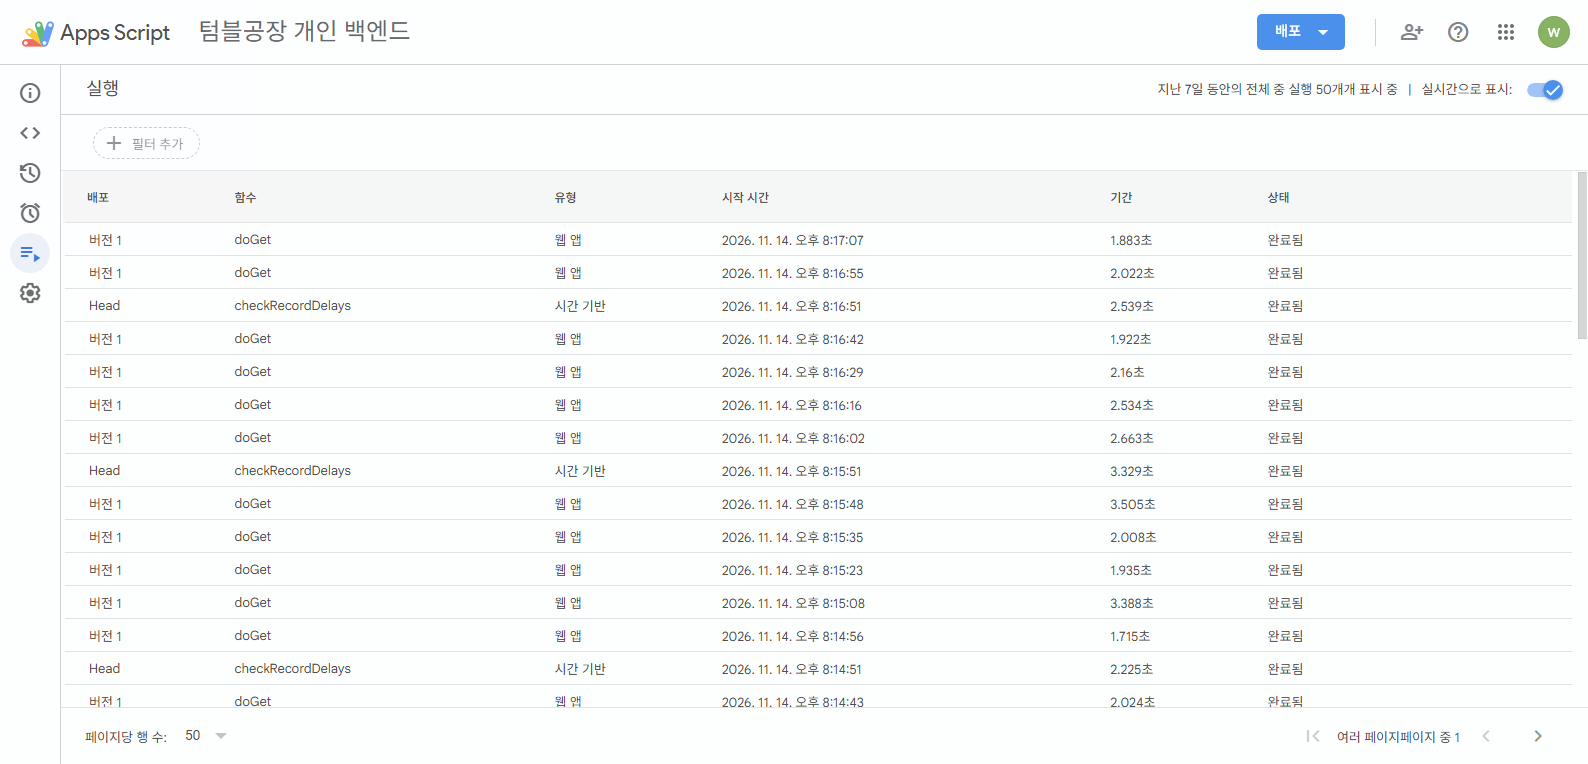 Apps Script 텀블공장 개인 백엔드 배포 W
실행 지난 7일 동안의 전체 중 실행 50개개 표시 중 | 실시간으로 표시:
필터 추가
배포 함수 유형 시작 시간 기간 상태
버전 1 doGet 웹 앱 2026. 11. 14. 오후 8:17:07 1.883초 완료됨
버전 1 doGet 웹 앱 2026. 11. 14. 오후 8:16:55 2.022초 완료됨
Head checkRecordDelays 시간 기반 2026. 11. 14. 오후 8:16:51 2.539초 완료됨
버전 1 doGet 웹 앱 2026. 11. 14. 오후 8:16:42 1.922초 완료됨
버전 1 doGet 웹 앱 2026. 11. 14. 오후 8:16:29 2.16초 완료됨
버전 1 doGet 웹 앱 2026. 11. 14. 오후 8:16:16 2.534초 완료됨
버전 1 doGet 웹 앱 2026. 11. 14. 오후 8:16:02 2.663초 완료됨
Head checkRecordDelays 시간 기반 2026. 11. 14. 오후 8:15:51 3.329초 완료됨
버전 1 doGet 웹 앱 2026. 11. 14. 오후 8:15:48 3.505초 완료됨
버전 1 doGet 웹 앱 2026. 11. 14. 오후 8:15:35 2.008초 완료됨
버전 1 doGet 웹 앱 2026. 11. 14. 오후 8:15:23 1.935초 완료됨
버전 1 doGet 웹 앱 2026. 11. 14. 오후 8:15:08 3.388초 완료됨
버전 1 doGet 웹 앱 2026. 11. 14. 오후 8:14:56 1.715초 완료됨
Head checkRecordDelays 시간 기반 2026. 11. 14. 오후 8:14:51 2.225초 완료됨
버전 1 doGet 웹 앱 2026. 11. 14. 오후 8:14:43 2.024초 완료됨
페이지당 행 수: 50 여러 페이지페이지 중 1